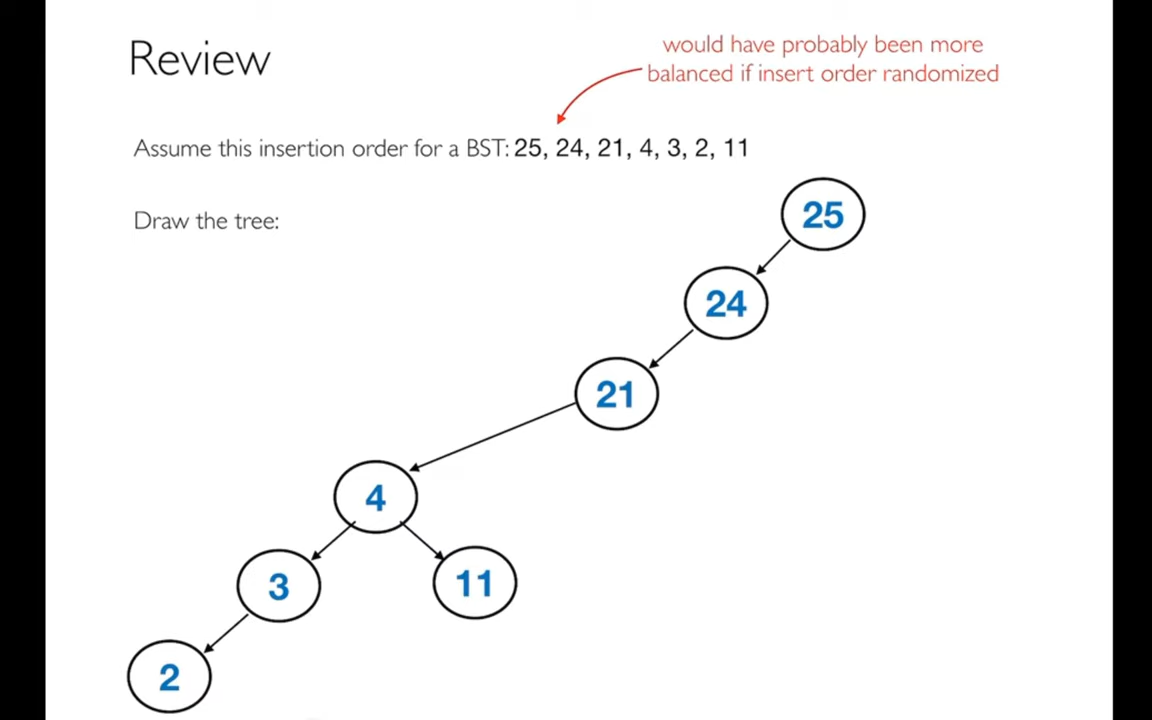 Review
would have probably been more
balanced if insert order randomized
Assume this insertion order for a BST: 25, 24, 21, 4, 3, 2, 11
Draw the tree:
25
24
21
4
3
11
2